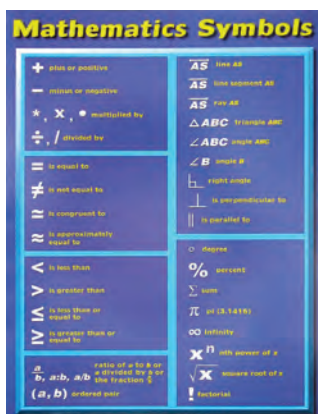 Mathematics Symbols
+ plus or positive
− minus or negative
*, x, • multiplied by
÷, / divided by
= is equal to
≠ is not equal to
≅ is congruent to
≈ is approximately
equal to
< is less than
> is greater than
≤ is less than or
equal to
≥ is greater than or
equal to
a/b, a:b, a/b ratio of a to b or
a divided by b or
the fraction
(a, b) ordered pair
AS line AS
AS line segment AS
AS ray AS
△ABC triangle ABC
∠ABC angle ABC
∠B angle B
right angle
⊥ is perpendicular to
|| is parallel to
○ degree
% percent
∑ sum
π pi (3.1415)
∞ infinity
xⁿ nth power of x
√x square root of x
! factorial